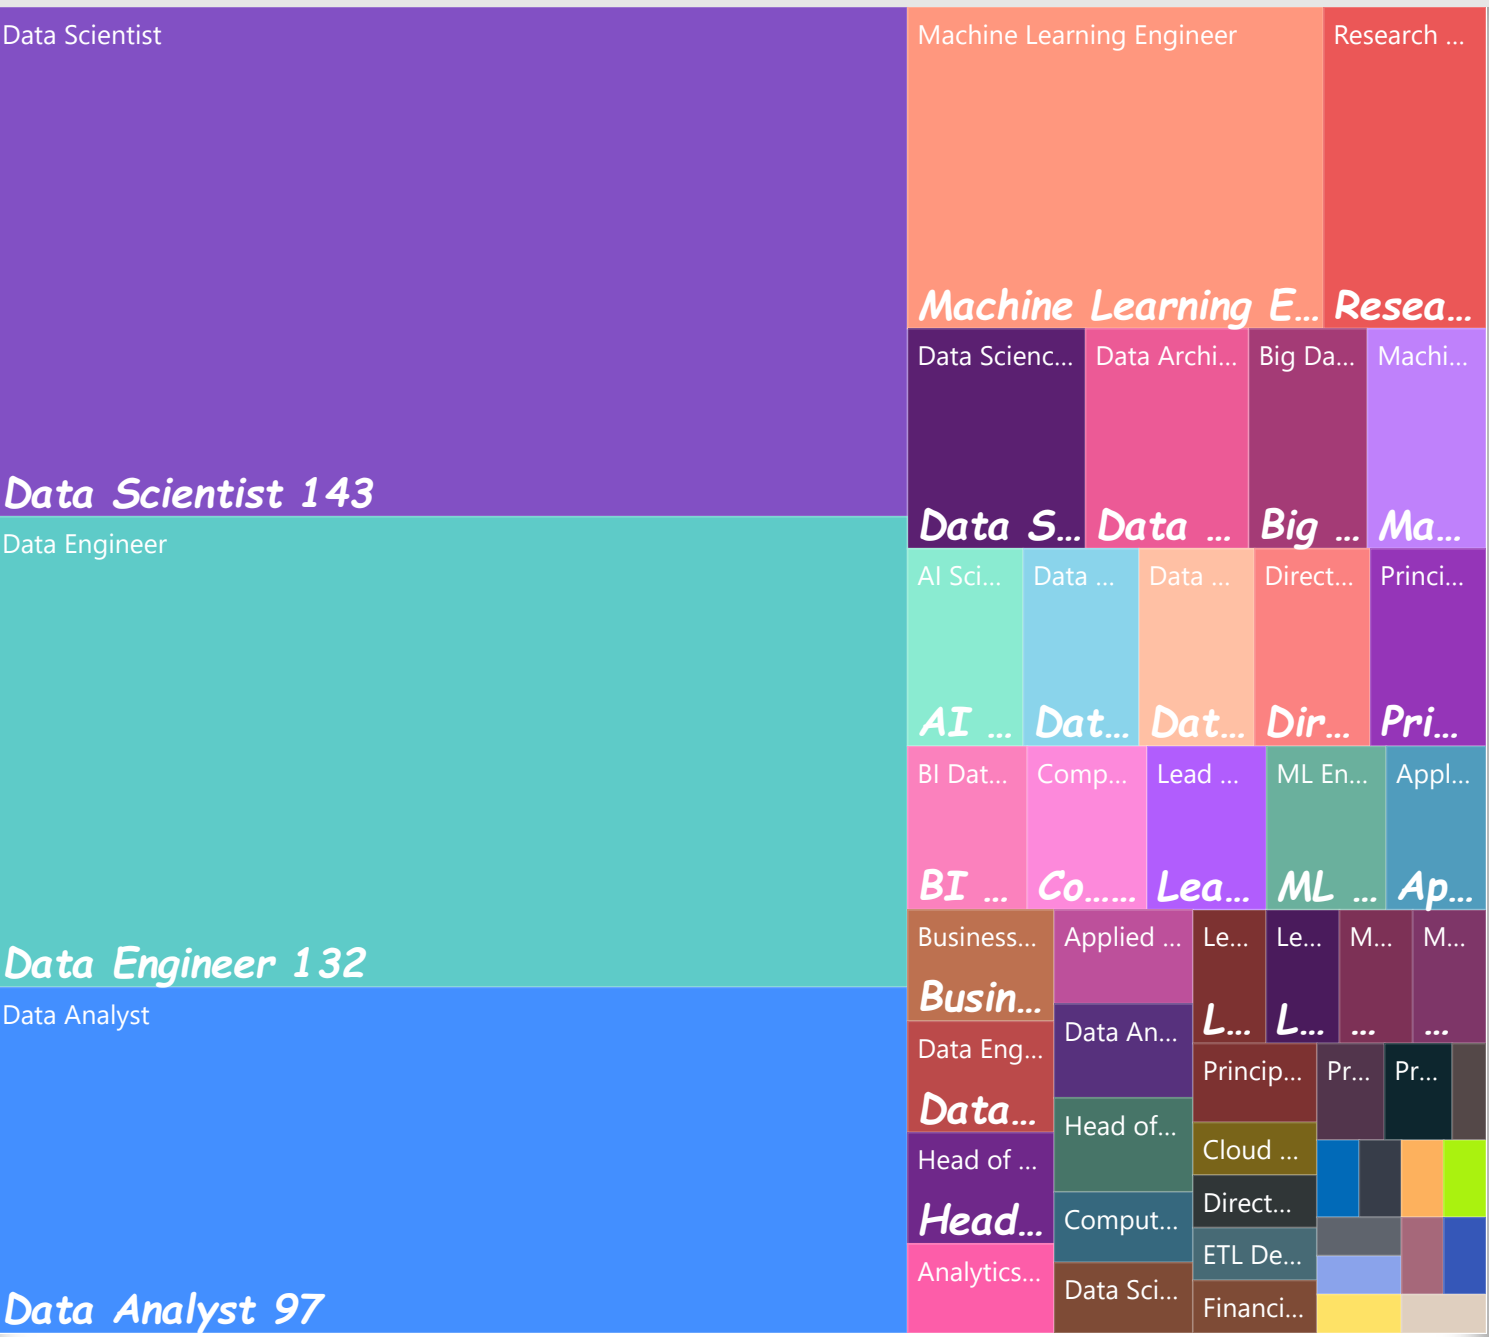 Data Scientist
Data Scientist 143
Data Engineer
Data Engineer 132
Data Analyst
Data Analyst 97
Machine Learning Engineer
Machine Learning E...
Research ...
Resea...
Data Scienc...
Data S...
Data Archi...
Data ...
Big Da...
Big ...
Machi...
Ma...
AI Sci...
AI ...
Data ...
Dat...
Data ...
Dat...
Direct...
Dir...
Princi...
Pri...
BI Dat...
BI ...
Comp...
Co......
Lead ...
Lea...
ML En...
ML ...
Appl...
Ap...
Business...
Busin...
Data Eng...
Data...
Head of ...
Head...
Analytics...
Applied ...
Data An...
Head of...
Comput...
Data Sci...
Le...
L...
Le...
L...
M...
...
M...
...
Princip...
Cloud ...
Direct...
ETL De...
Financi...
Pr...
Pr...